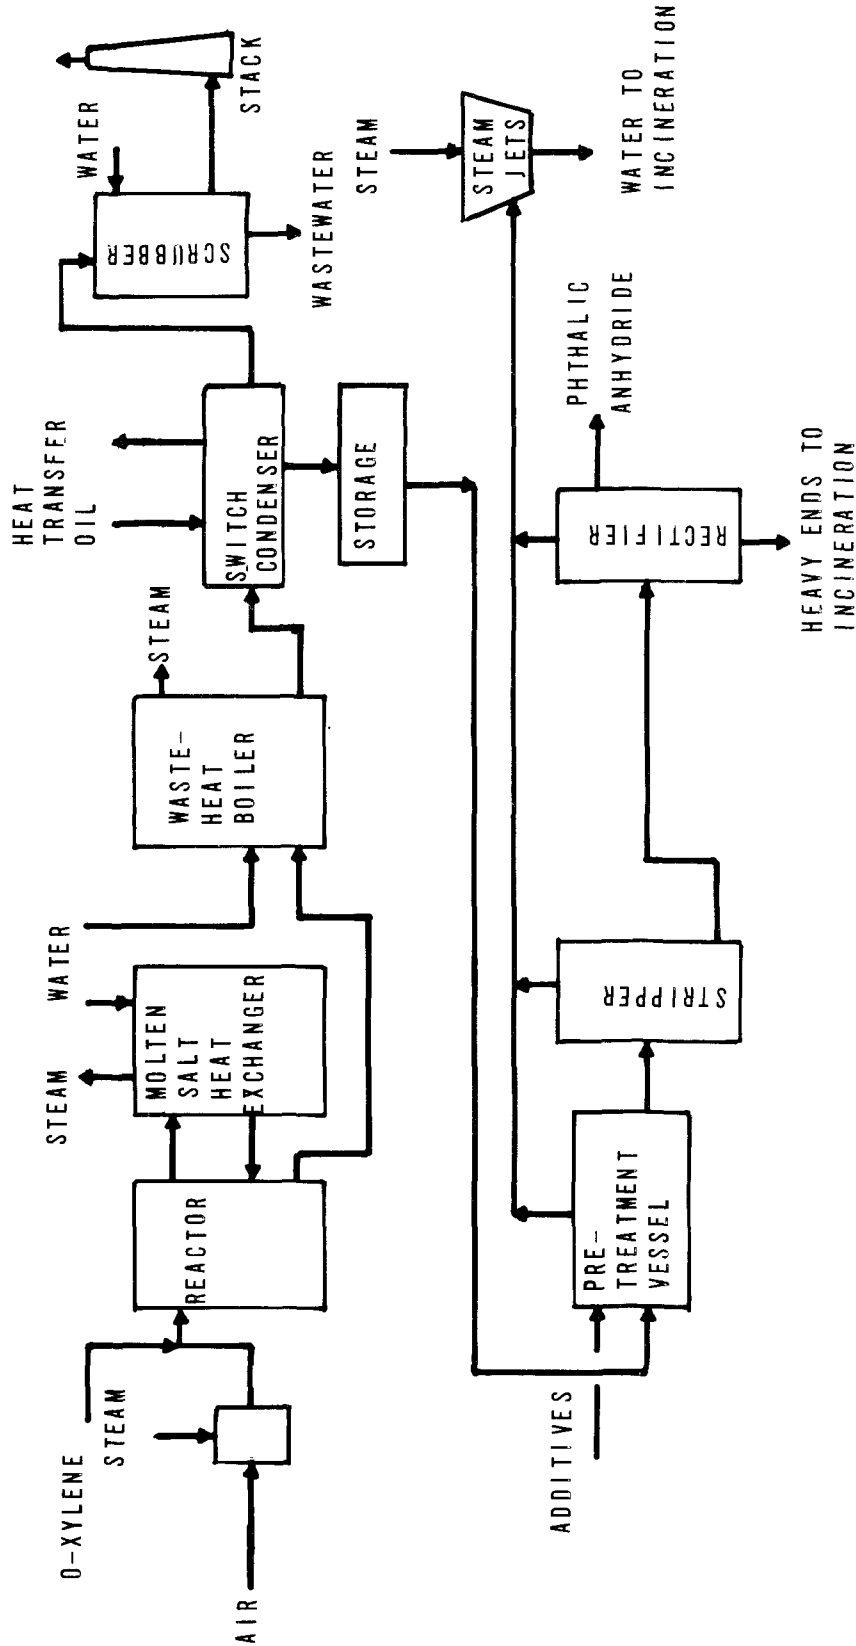 O-XYLENE
STEAM
AIR
REACTOR
STEAM
WATER
MOLTEN
SALT
HEAT
EXCHANGER
WASTE-
HEAT
BOILER
STEAM
HEAT
TRANSFER
OIL
SWITCH
CONDENSER
STORAGE
WATER
SCRUBBER
WASTEWATER
STACK
ADDITIVES
PRE-
TREATMENT
VESSEL
STRIPPER
RECTIFIER
PHTHALIC
ANHYDRIDE
HEAVY ENDS TO
INCINERATION
STEAM
STEAM
JETS
WATER TO
INCINERATION